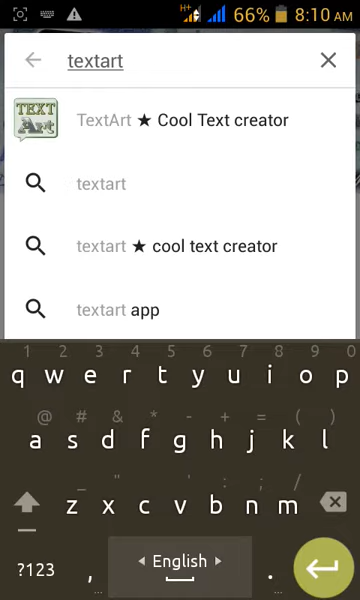 H+ 66% 8:10 AM
textart
TEXT Art TextArt ★ Cool Text creator
textart
textart ★ cool text creator
textart app
1 2 3 4 5 6 7 8 9 0
q w e r t y u i o p
@ # & * - + = ( )
a s d f g h j k l
_ " ' : ; /
z x c v b n m
?123 , ... English . ...